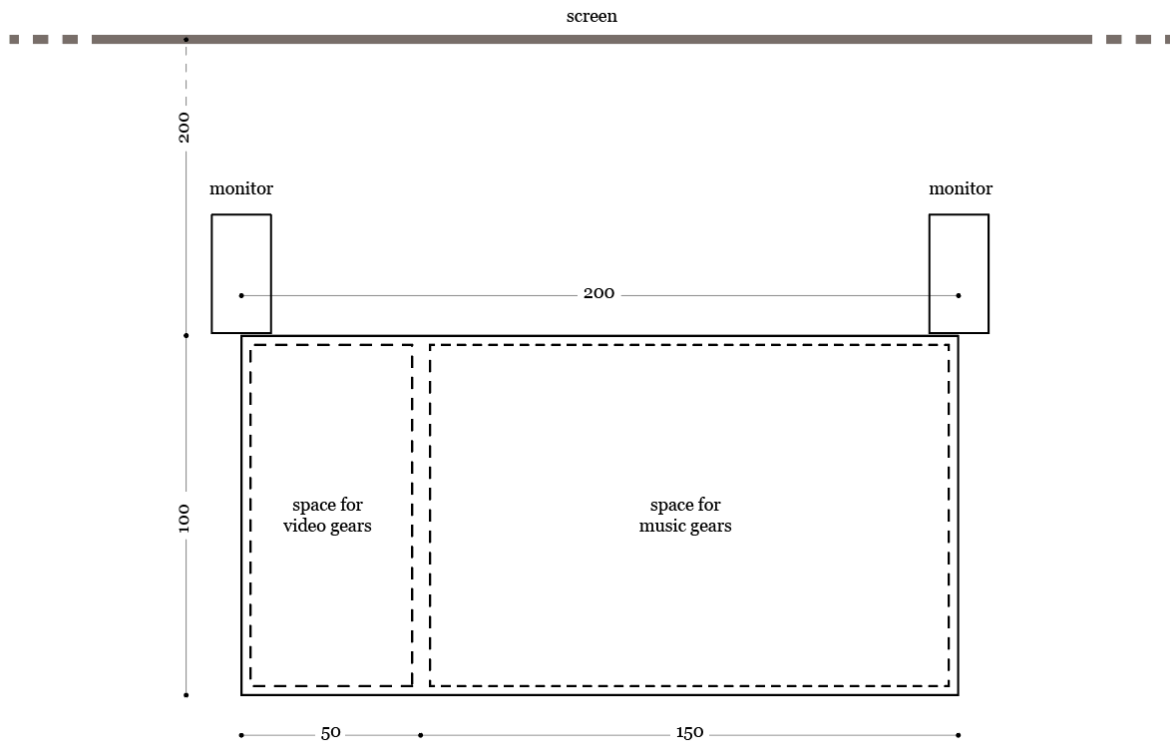 screen
200
monitor
monitor
200
100
space for
video gears
space for
music gears
50
150